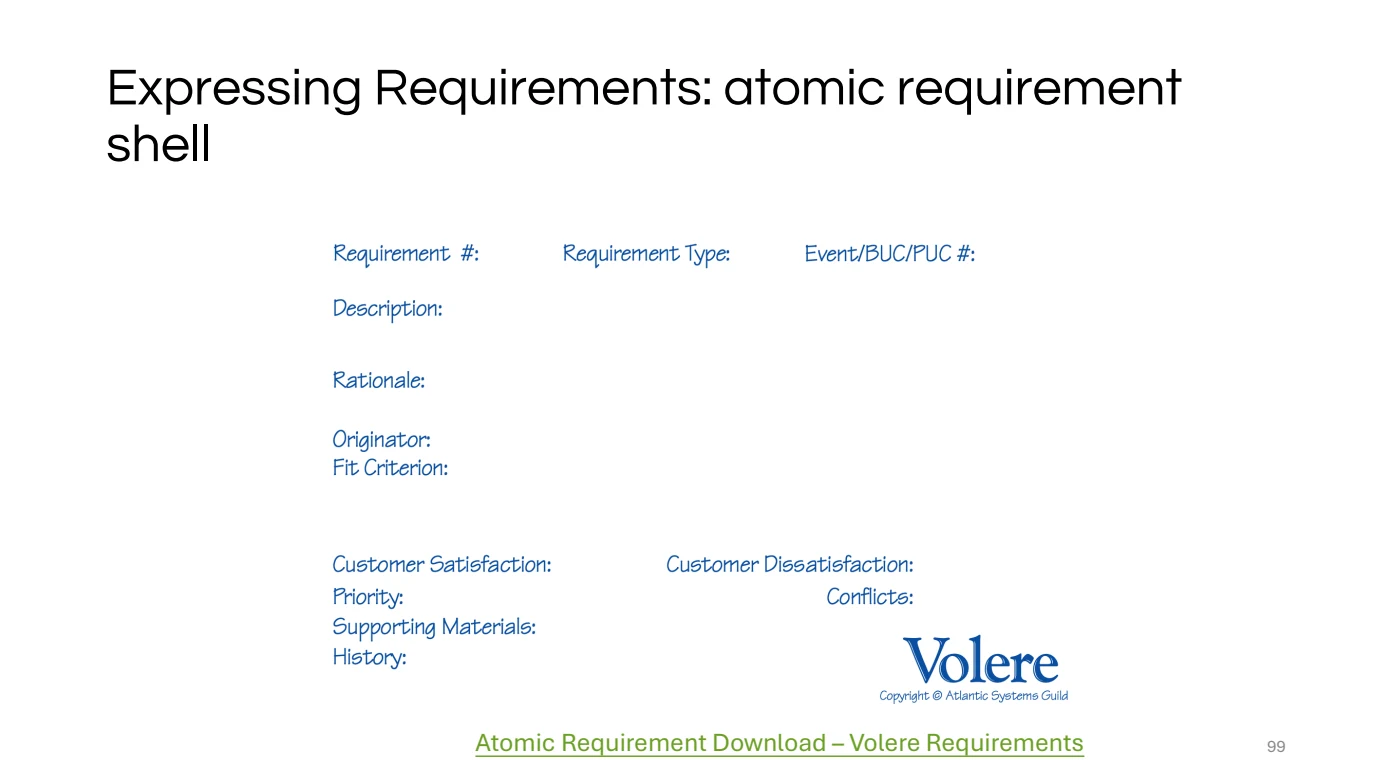 Expressing Requirements: atomic requirement
shell
Requirement #: Requirement Type: Event/BUC/PUC #:
Description:
Rationale:
Originator:
Fit Criterion:
Customer Satisfaction: Customer Dissatisfaction:
Priority: Conflicts:
Supporting Materials:
History:
Volere
Copyright © Atlantic Systems Guild
Atomic Requirement Download – Volere Requirements
99